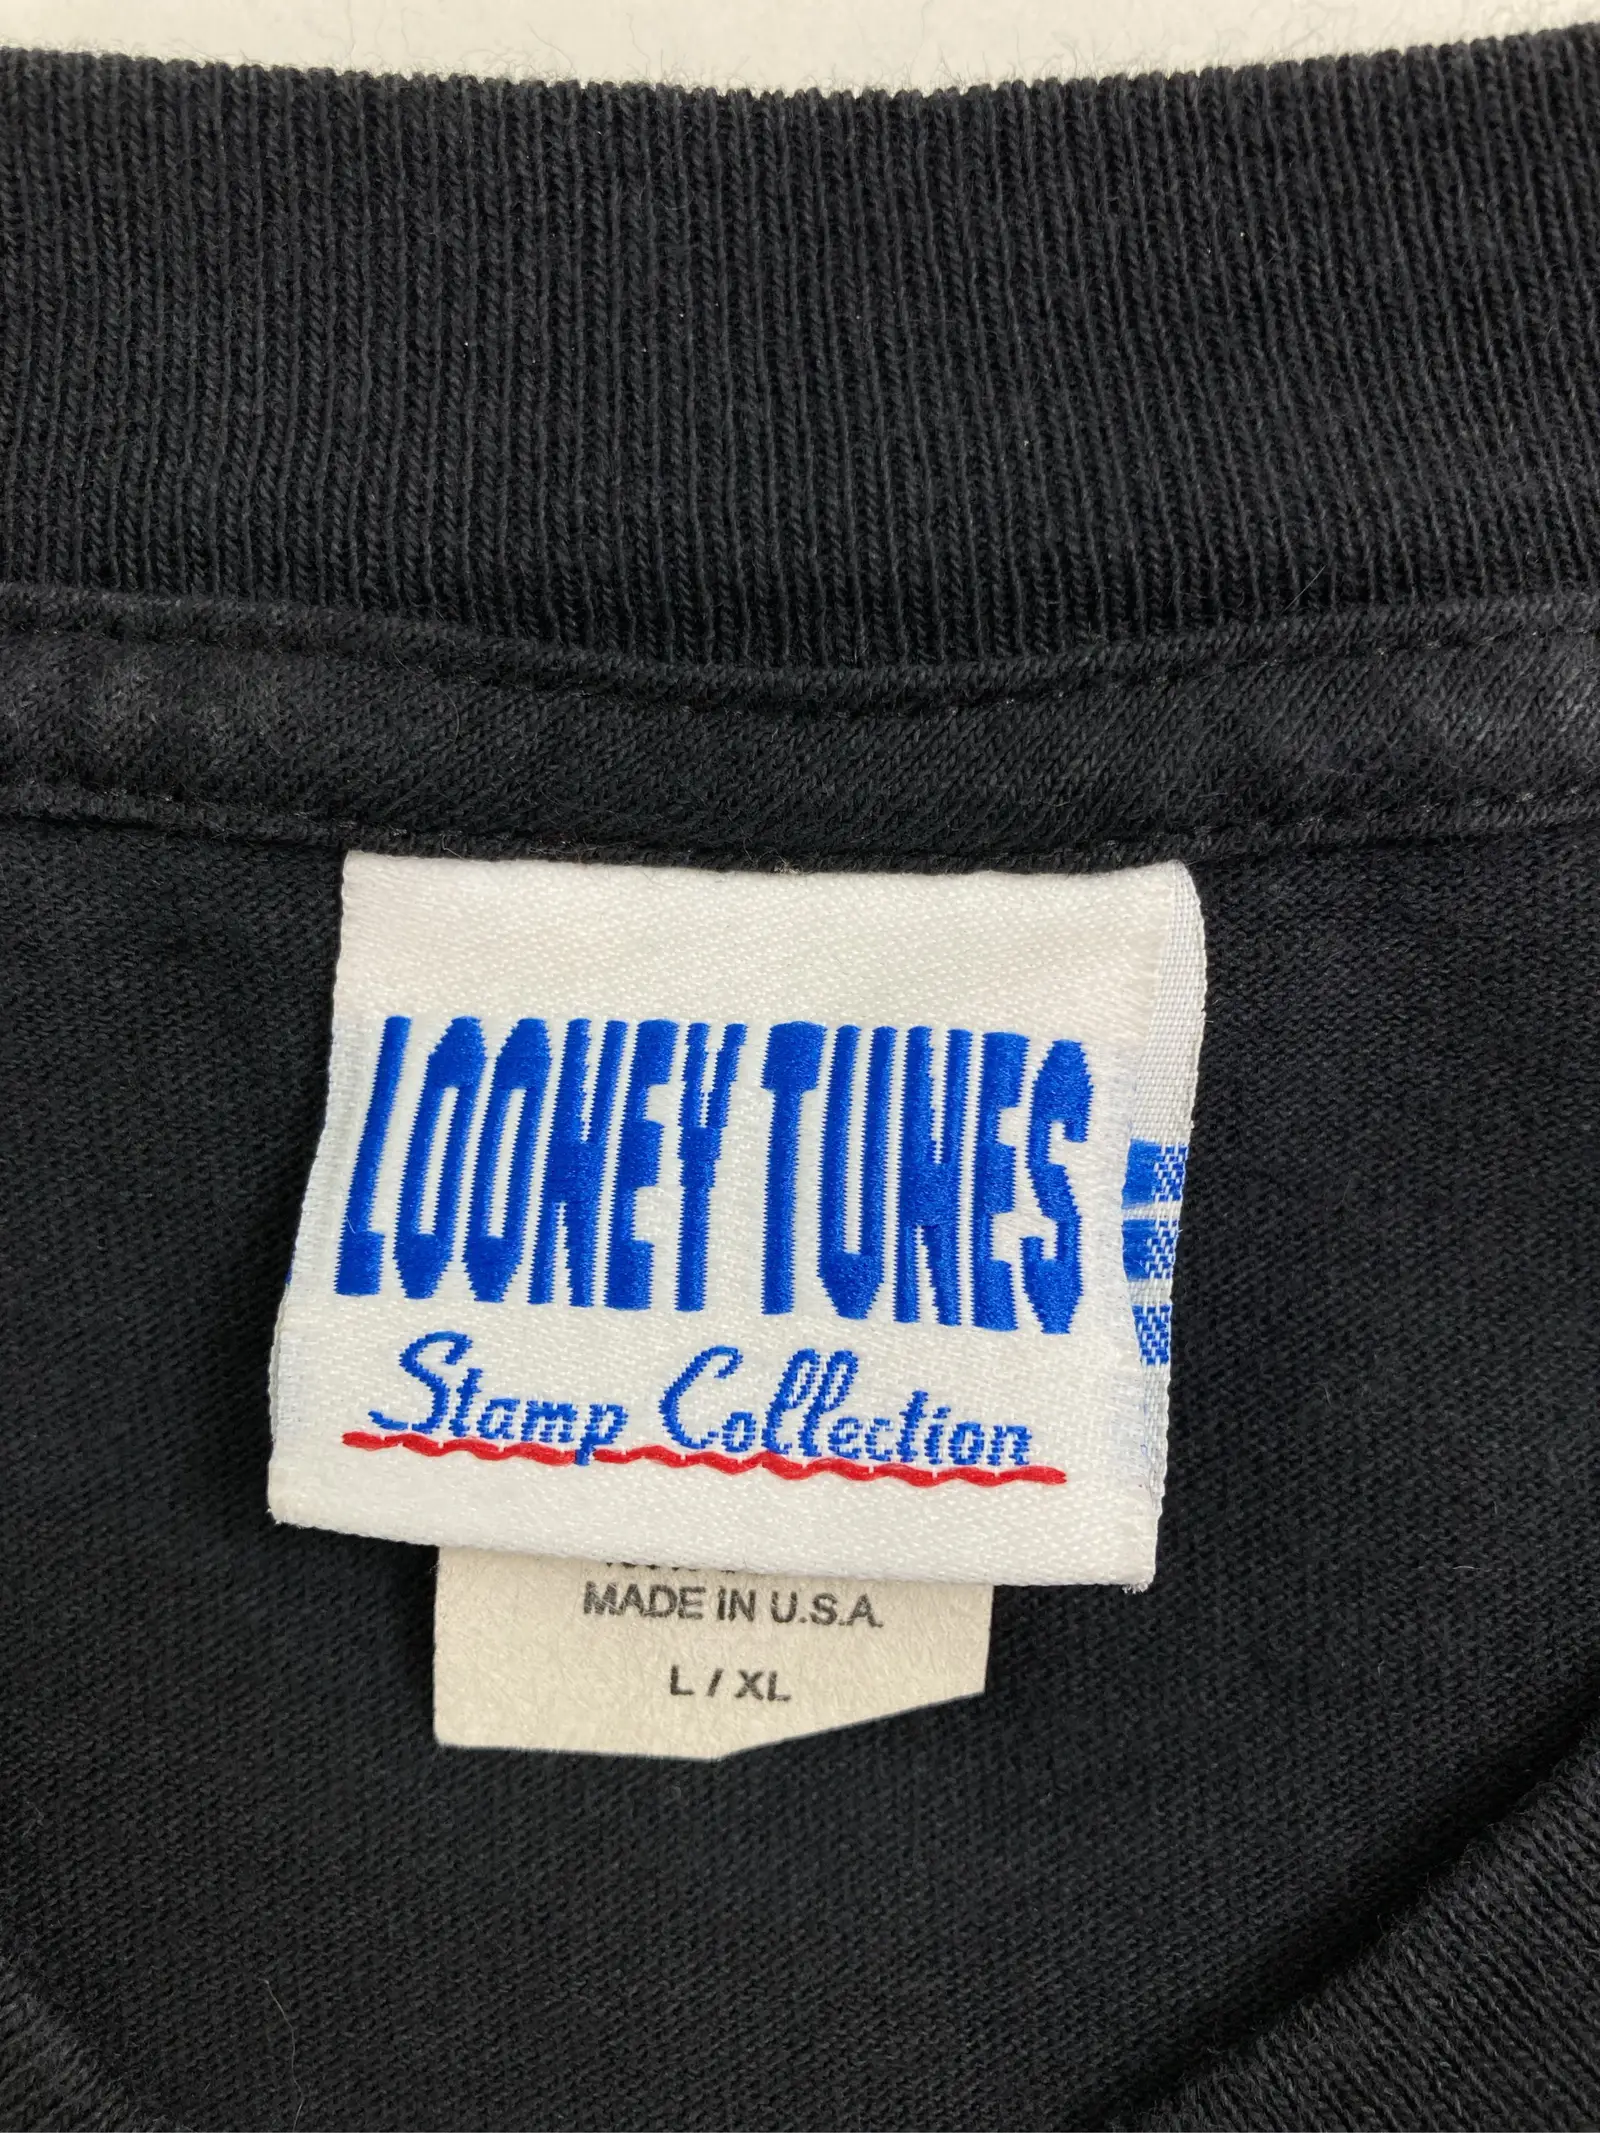 LOONEY TUNES
Stamp Collection
MADE IN U.S.A.
L / XL